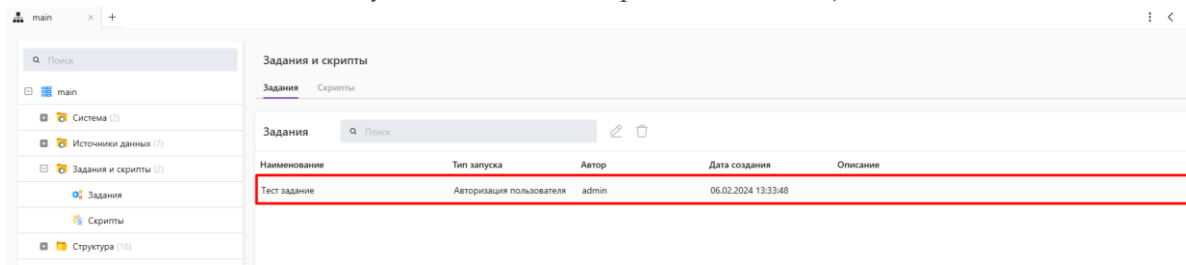 main × +
Поиск
main
Система (2)
Источники данных (7)
Задания и скрипты (2)
Задания
Скрипты
Структура (16)
Задания и скрипты
Задания Скрипты
Задания Поиск
Наименование Тип запуска Автор Дата создания Описание
Тест задание Авторизация пользователя admin 06.02.2024 13:33:48